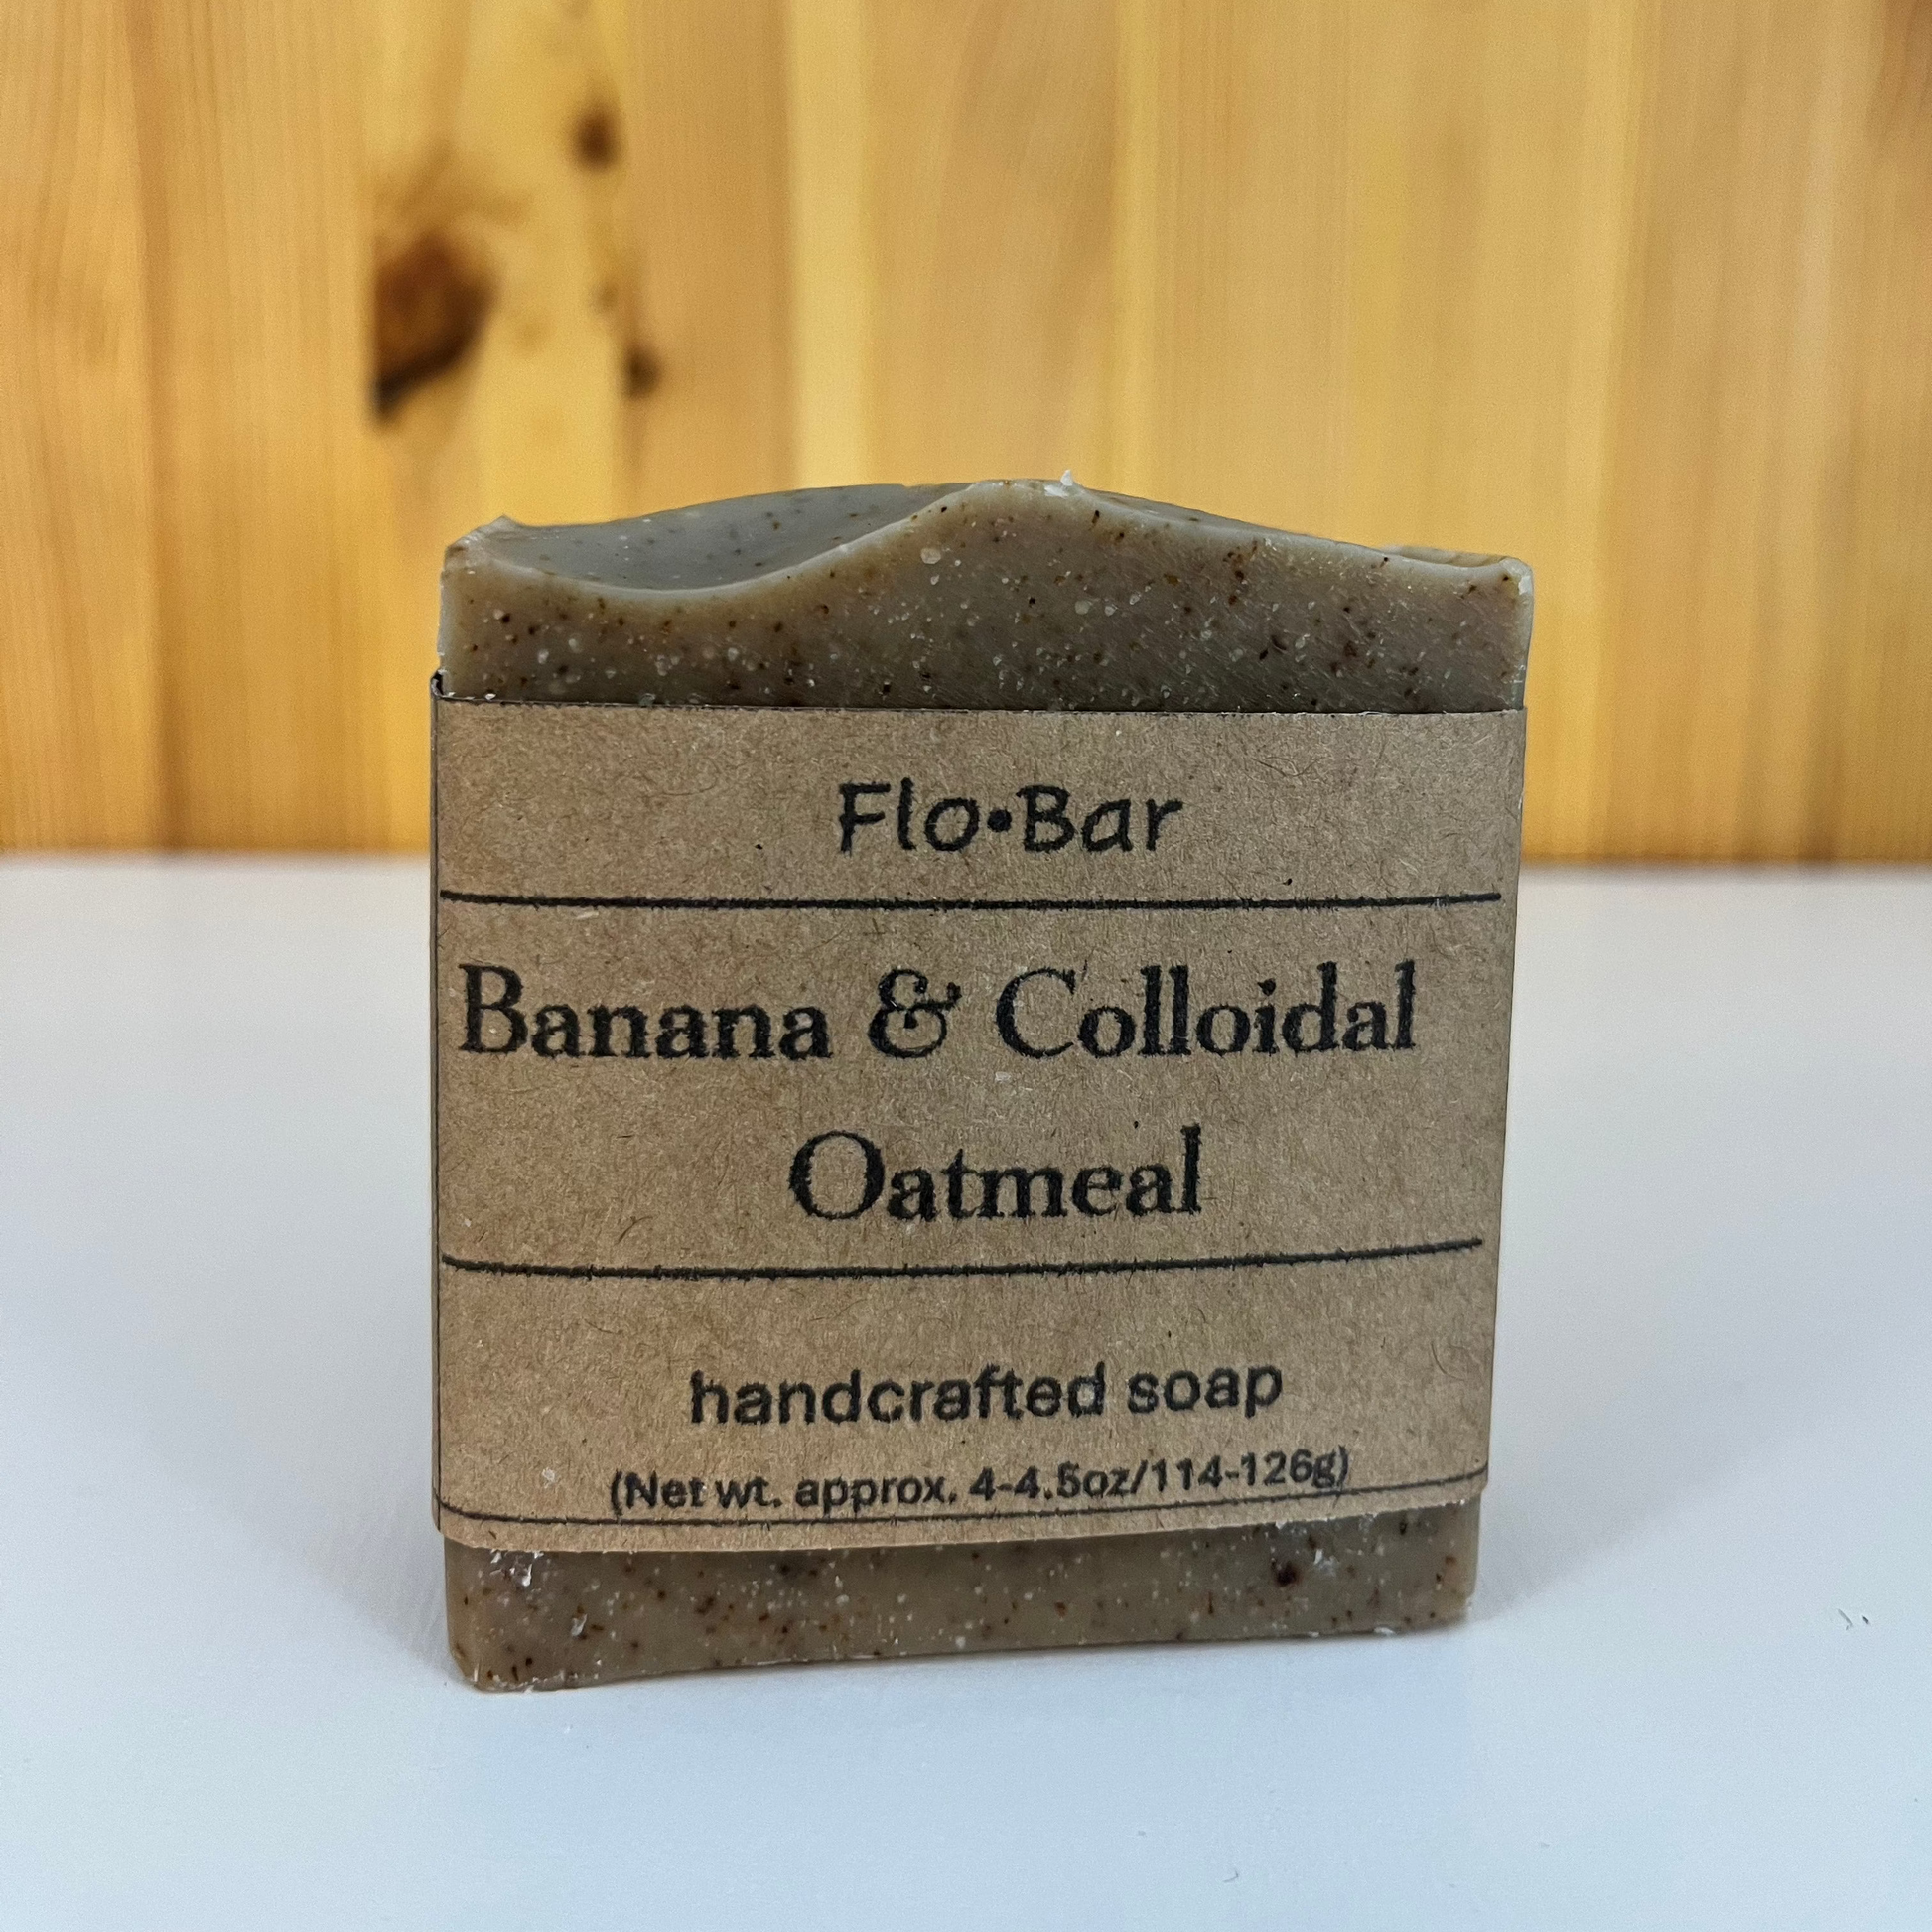 Flo•Bar
Banana & Colloidal
Oatmeal
handcrafted soap
(Net wt. approx. 4-4.5oz/114-126g)